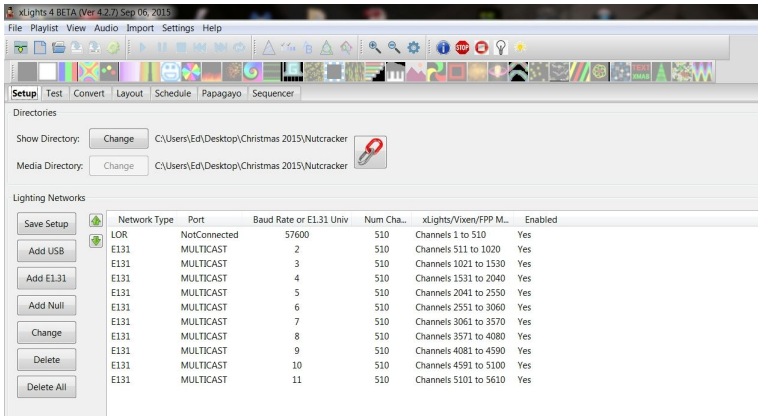 xLights 4 BETA (Ver 4.2.7) Sep 06, 2015
File Playlist View Audio Import Settings Help
STOP
TEXT XMAS
Setup Test Convert Layout Schedule Papagayo Sequencer
Directories
Show Directory: Change C:\Users\Ed\Desktop\Christmas 2015\Nutcracker
Media Directory: Change C:\Users\Ed\Desktop\Christmas 2015\Nutcracker
Lighting Networks
Save Setup
Add USB
Add E1.31
Add Null
Change
Delete
Delete All
Network Type Port Baud Rate or E1.31 Univ Num Cha... xLights/Vixen/FPP M... Enabled
LOR NotConnected 57600 510 Channels 1 to 510 Yes
E131 MULTICAST 2 510 Channels 511 to 1020 Yes
E131 MULTICAST 3 510 Channels 1021 to 1530 Yes
E131 MULTICAST 4 510 Channels 1531 to 2040 Yes
E131 MULTICAST 5 510 Channels 2041 to 2550 Yes
E131 MULTICAST 6 510 Channels 2551 to 3060 Yes
E131 MULTICAST 7 510 Channels 3061 to 3570 Yes
E131 MULTICAST 8 510 Channels 3571 to 4080 Yes
E131 MULTICAST 9 510 Channels 4081 to 4590 Yes
E131 MULTICAST 10 510 Channels 4591 to 5100 Yes
E131 MULTICAST 11 510 Channels 5101 to 5610 Yes